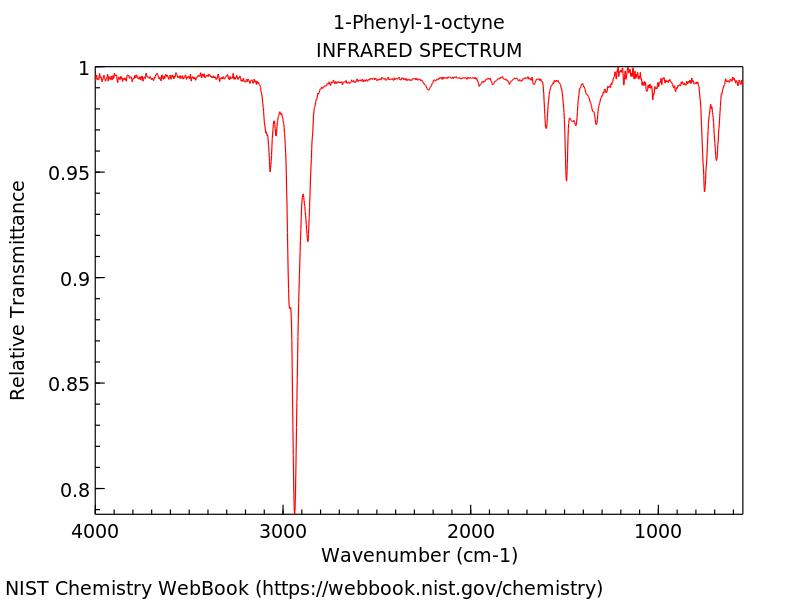 1-Phenyl-1-octyne
INFRARED SPECTRUM
1
0.95
0.9
0.85
0.8
Relative Transmittance
4000 3000 2000 1000
Wavenumber (cm-1)
NIST Chemistry WebBook (https://webbook.nist.gov/chemistry)